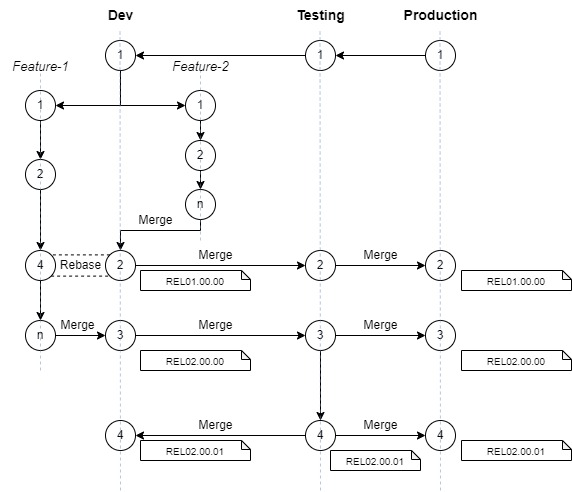 Dev
Testing
Production
1
1
1
Feature-1
Feature-2
1
1
2
2
n
Merge
4
Rebase
2
Merge
2
Merge
2
REL01.00.00
REL01.00.00
n
Merge
3
Merge
3
Merge
3
REL02.00.00
REL02.00.00
4
Merge
4
Merge
4
REL02.00.01
REL02.00.01
REL02.00.01